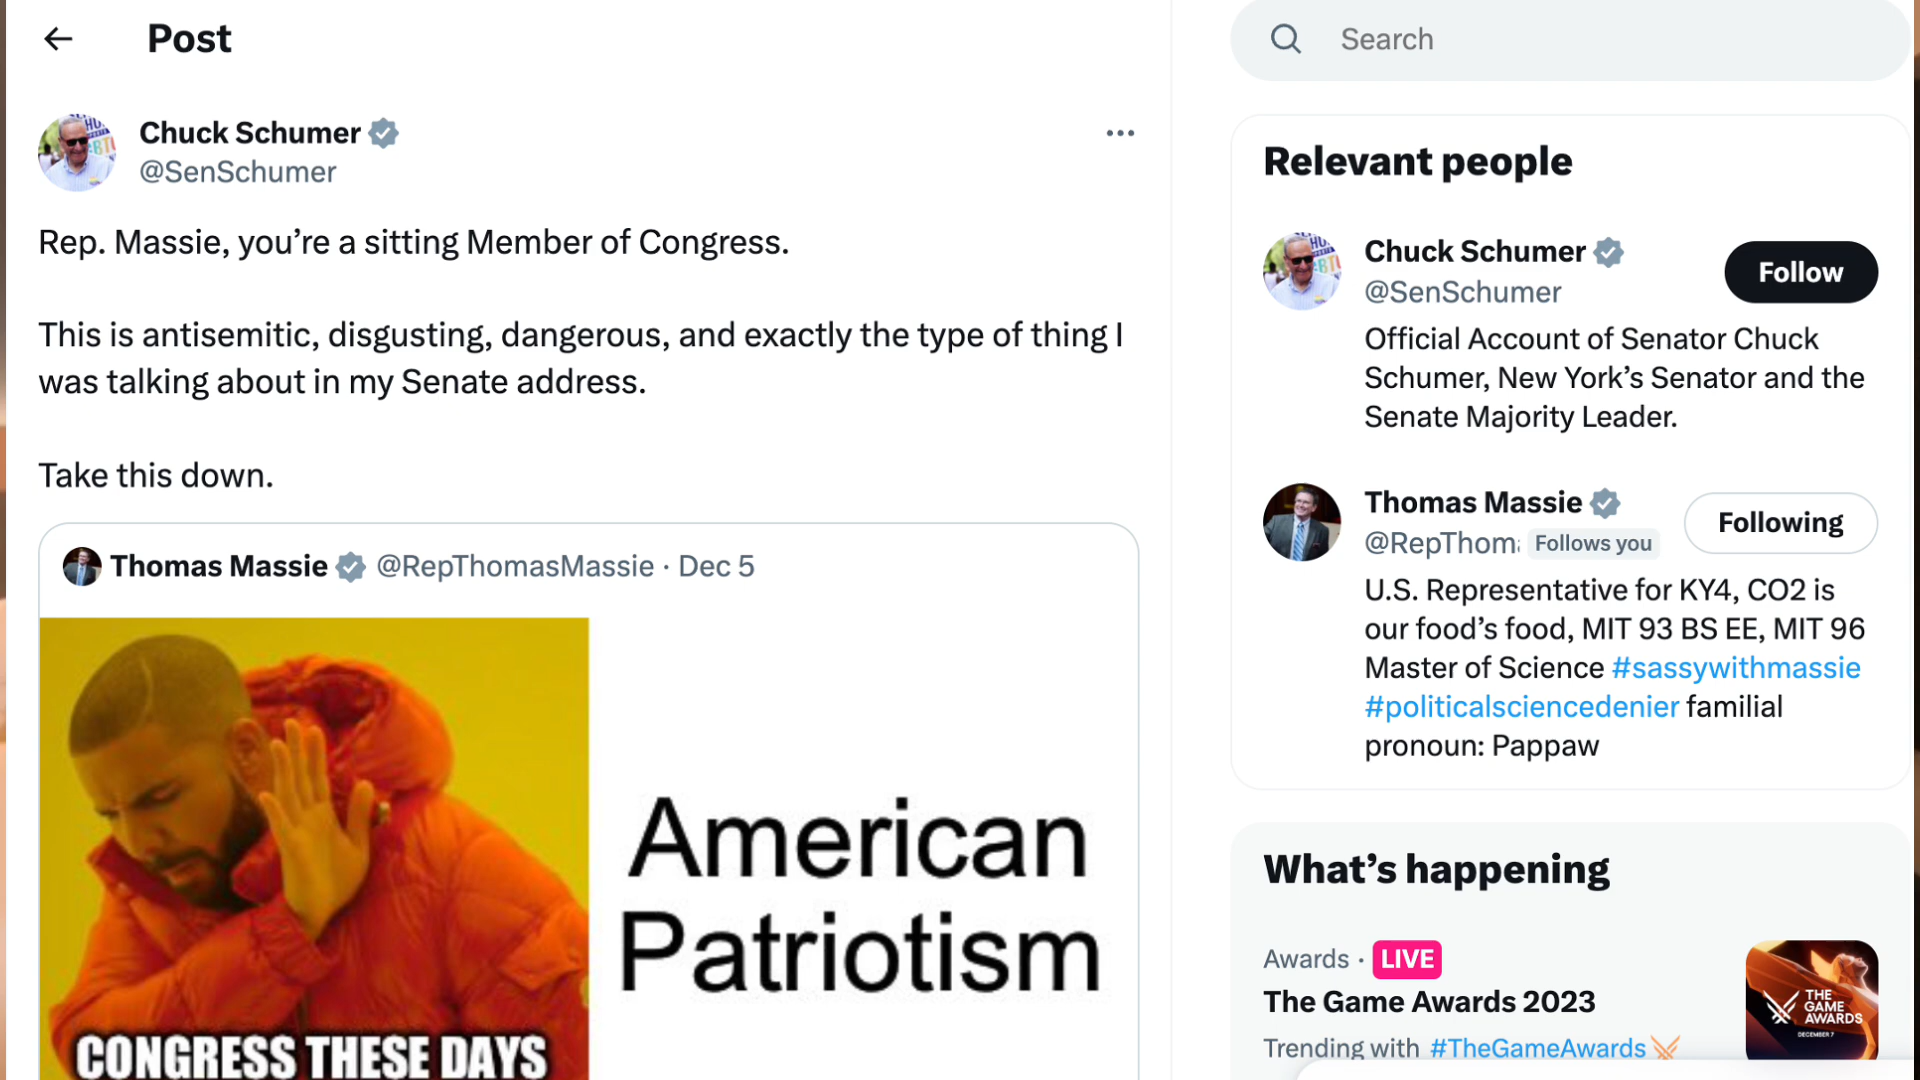 Post
Chuck Schumer
@SenSchumer
Rep. Massie, you’re a sitting Member of Congress.
This is antisemitic, disgusting, dangerous, and exactly the type of thing I
was talking about in my Senate address.
Take this down.
Thomas Massie @RepThomasMassie · Dec 5
American
Patriotism
CONGRESS THESE DAYS
Search
Relevant people
Chuck Schumer
@SenSchumer
Follow
Official Account of Senator Chuck
Schumer, New York’s Senator and the
Senate Majority Leader.
Thomas Massie
@RepThom Follows you
Following
U.S. Representative for KY4, CO2 is
our food’s food, MIT 93 BS EE, MIT 96
Master of Science #sassywithmassie
#politicalsciencedenier familial
pronoun: Pappaw
What’s happening
Awards · LIVE
The Game Awards 2023
Trending with #TheGameAwards
THE
GAME
AWARDS
DECEMBER 7